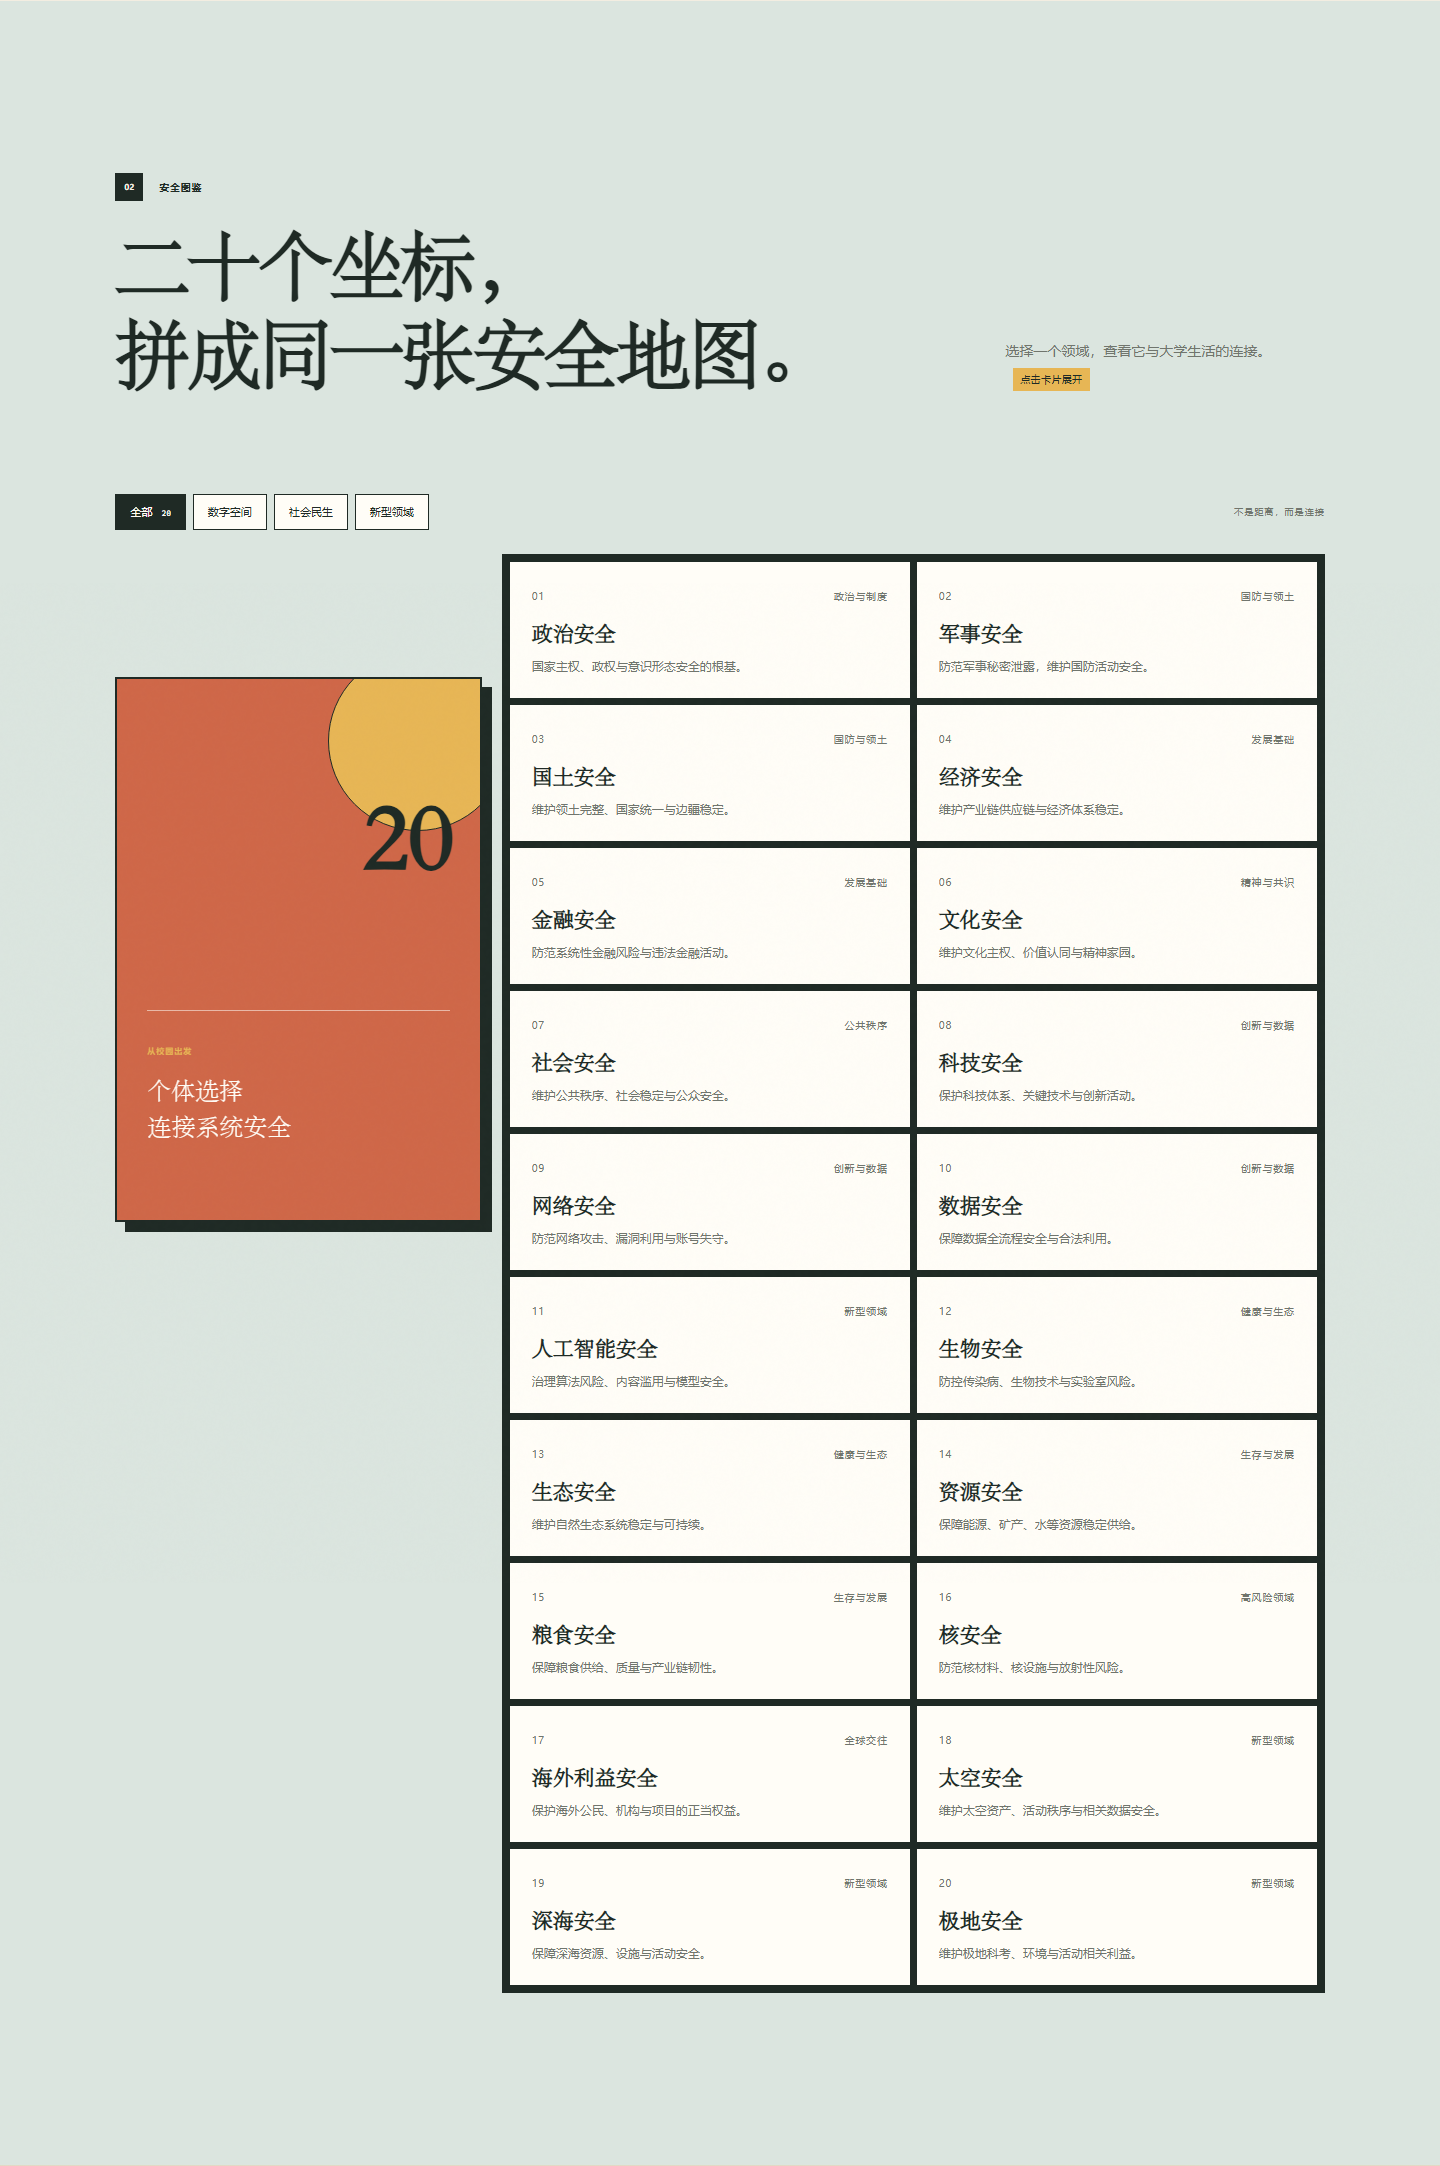 02 安全图鉴
二十个坐标，
拼成同一张安全地图。
选择一个领域，查看它与大学生活的连接。
点击卡片展开
全部 20 数字空间 社会民生 新型领域
不是距离，而是连接
20
从校园出发
个体选择
连接系统安全
01 政治与制度
政治安全
国家主权、政权与意识形态安全的根基。
02 国防与领土
军事安全
防范军事秘密泄露，维护国防活动安全。
03 国防与领土
国土安全
维护领土完整、国家统一与边疆稳定。
04 发展基础
经济安全
维护产业链供应链与经济体系稳定。
05 发展基础
金融安全
防范系统性金融风险与违法金融活动。
06 精神与共识
文化安全
维护文化主权、价值认同与精神家园。
07 公共秩序
社会安全
维护公共秩序、社会稳定与公众安全。
08 创新与数据
科技安全
保护科技体系、关键技术与创新活动。
09 创新与数据
网络安全
防范网络攻击、漏洞利用与账号失守。
10 创新与数据
数据安全
保障数据全流程安全与合法利用。
11 新型领域
人工智能安全
治理算法风险、内容滥用与模型安全。
12 健康与生态
生物安全
防控传染病、生物技术与实验室风险。
13 健康与生态
生态安全
维护自然生态系统稳定与可持续。
14 生存与发展
资源安全
保障能源、矿产、水等资源稳定供给。
15 生存与发展
粮食安全
保障粮食供给、质量与产业链韧性。
16 高风险领域
核安全
防范核材料、核设施与放射性风险。
17 全球交往
海外利益安全
保护海外公民、机构与项目的正当权益。
18 新型领域
太空安全
维护太空资产、活动秩序与相关数据安全。
19 新型领域
深海安全
保障深海资源、设施与活动安全。
20 新型领域
极地安全
维护极地科考、环境与活动相关利益。